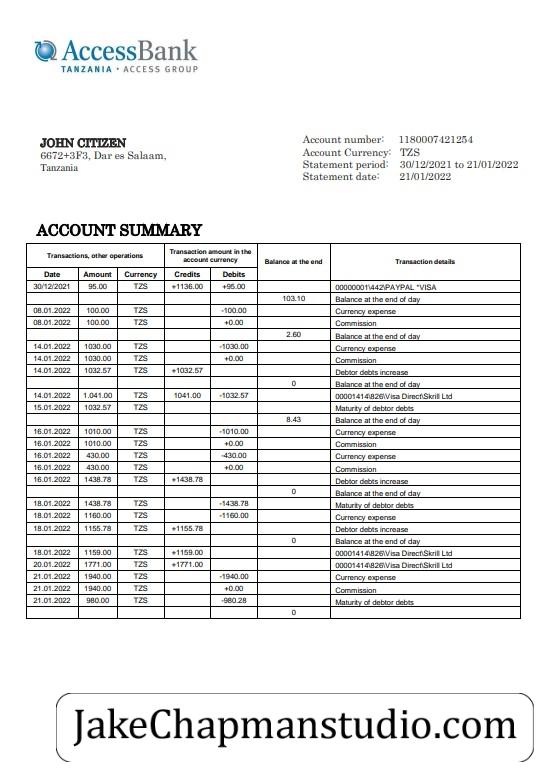 AccessBank
TANZANIA • ACCESS GROUP
JOHN CITIZEN
6672+3F3, Dar es Salaam,
Tanzania
Account number: 1180007421254
Account Currency: TZS
Statement period: 30/12/2021 to 21/01/2022
Statement date: 21/01/2022
ACCOUNT SUMMARY
Transactions, other operations Transaction amount in the account currency Balance at the end Transaction details
Date Amount Currency Credits Debits
30/12/2021 95.00 TZS +1136.00 +95.00 00000001\442\PAYPAL *VISA
103.10 Balance at the end of day
08.01.2022 100.00 TZS -100.00 Currency expense
08.01.2022 100.00 TZS +0.00 Commission
2.60 Balance at the end of day
14.01.2022 1030.00 TZS -1030.00 Currency expense
14.01.2022 1030.00 TZS +0.00 Commission
14.01.2022 1032.57 TZS +1032.57 Debtor debts increase
0 Balance at the end of day
14.01.2022 1.041.00 TZS 1041.00 -1032.57 00001414\826\Visa Direct\Skrill Ltd
15.01.2022 1032.57 TZS Maturity of debtor debts
8.43 Balance at the end of day
16.01.2022 1010.00 TZS -1010.00 Currency expense
16.01.2022 1010.00 TZS +0.00 Commission
16.01.2022 430.00 TZS -430.00 Currency expense
16.01.2022 430.00 TZS +0.00 Commission
16.01.2022 1438.78 TZS +1438.78 Debtor debts increase
0 Balance at the end of day
18.01.2022 1438.78 TZS -1438.78 Maturity of debtor debts
18.01.2022 1160.00 TZS -1160.00 Currency expense
18.01.2022 1155.78 TZS +1155.78 Debtor debts increase
0 Balance at the end of day
18.01.2022 1159.00 TZS +1159.00 00001414\826\Visa Direct\Skrill Ltd
20.01.2022 1771.00 TZS +1771.00 00001414\826\Visa Direct\Skrill Ltd
21.01.2022 1940.00 TZS -1940.00 Currency expense
21.01.2022 1940.00 TZS +0.00 Commission
21.01.2022 980.00 TZS -980.28 Maturity of debtor debts
0
JakeChapmanstudio.com